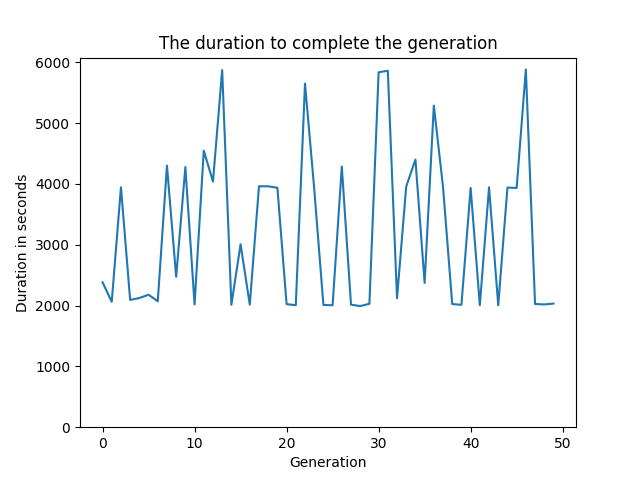 The duration to complete the generation
6000
5000
4000
3000
2000
1000
0
Duration in seconds
0 10 20 30 40 50
Generation